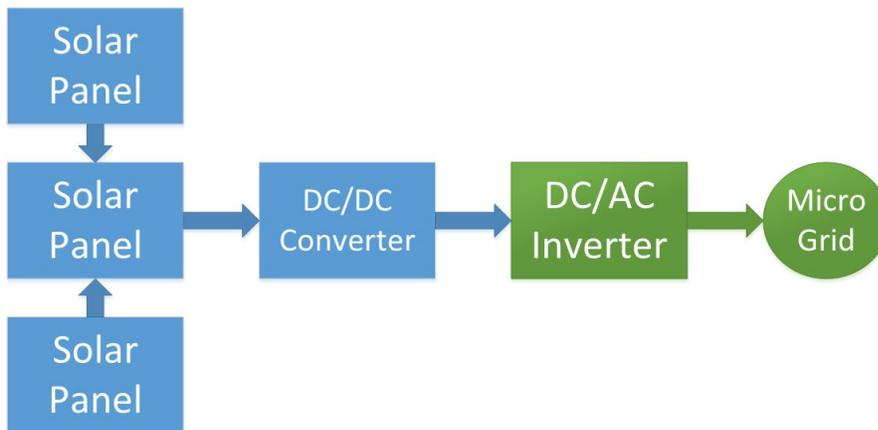 Solar
Panel
Solar
Panel
DC/DC
Converter
DC/AC
Inverter
Micro
Grid
Solar
Panel